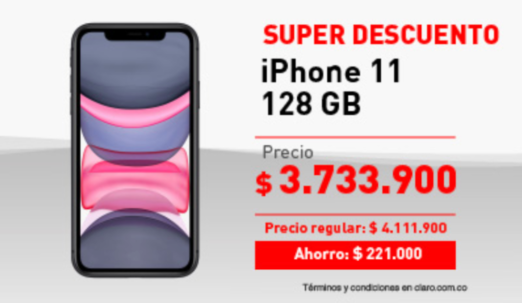 SUPER DESCUENTO
iPhone 11
128 GB
Precio
$ 3.733.900
Precio regular: $ 4.111.900
Ahorro: $ 221.000
Términos y condiciones en claro.com.co